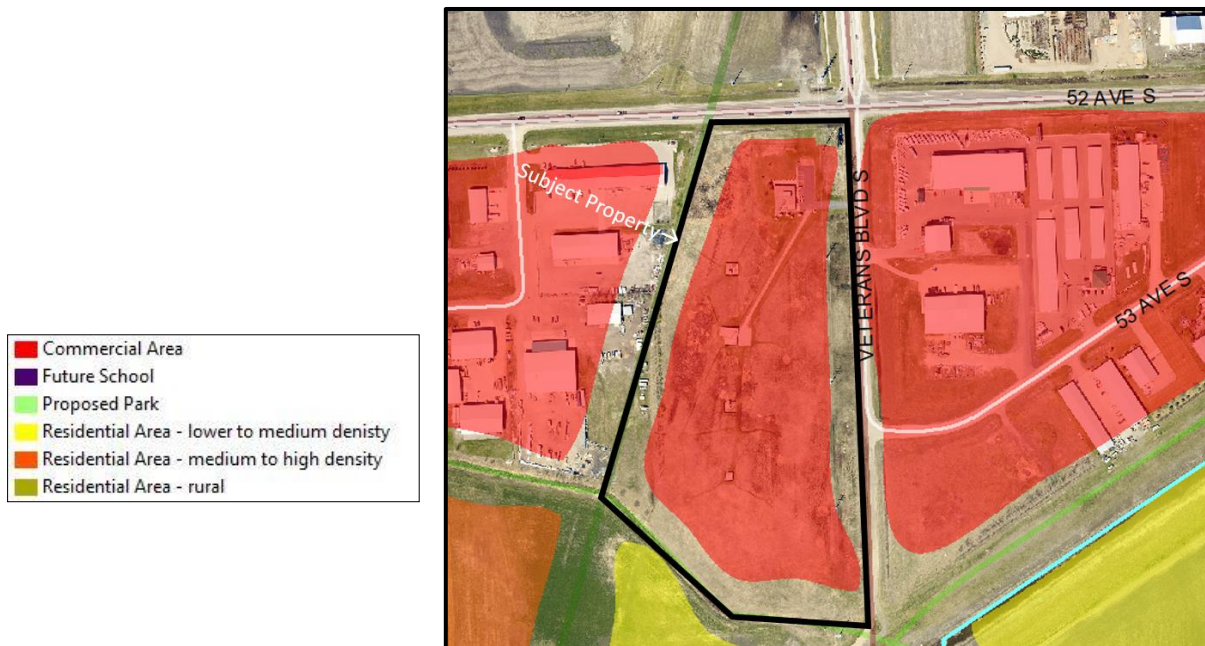 Commercial Area
Future School
Proposed Park
Residential Area - lower to medium denisty
Residential Area - medium to high density
Residential Area - rural
52 AVE S
Subject Property
VETERANS BLVD S
53 AVE S